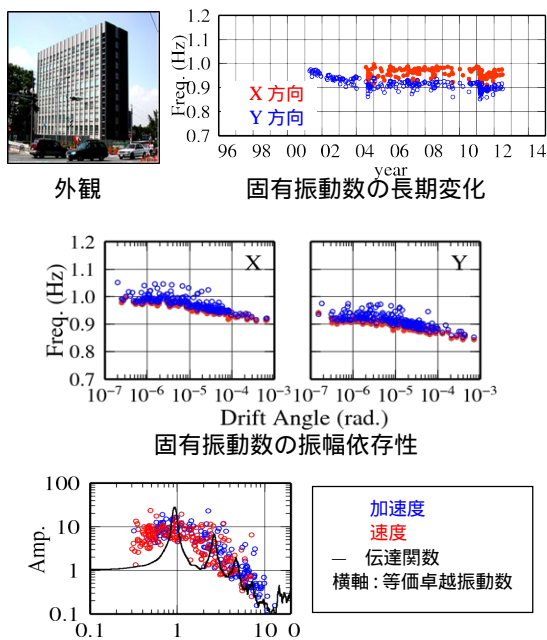 1.2
1.1
1.0
0.9
0.8
0.7
Freq. (Hz)
X 方向
Y 方向
96 98 00 02 04 06 08 10 12 14
year
外観
固有振動数の長期変化
1.2
1.1
1.0
0.9
0.8
0.7
Freq. (Hz)
X
Y
10⁻⁷ 10⁻⁶ 10⁻⁵ 10⁻⁴ 10⁻³
10⁻⁷ 10⁻⁶ 10⁻⁵ 10⁻⁴ 10⁻³
Drift Angle (rad.)
固有振動数の振幅依存性
100
10
1
0.1
Amp.
0.1 1 10 0
加速度
速度
― 伝達関数
横軸:等価卓越振動数